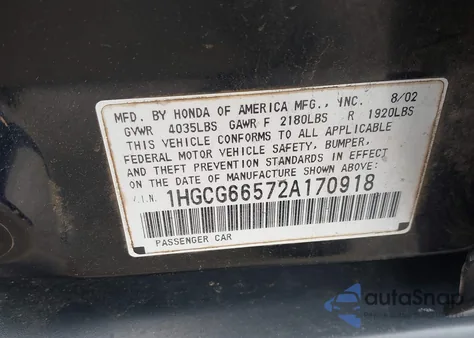 MFD. BY HONDA OF AMERICA MFG., INC. 8/02
GVWR 4035LBS GAWR F 2180LBS R 1920LBS
THIS VEHICLE CONFORMS TO ALL APPLICABLE
FEDERAL MOTOR VEHICLE SAFETY, BUMPER,
AND THEFT PREVENTION STANDARDS IN EFFECT
ON THE DATE OF MANUFACTURE SHOWN ABOVE:
V.I.N. 1HGCG66572A170918
PASSENGER CAR
autoSnap